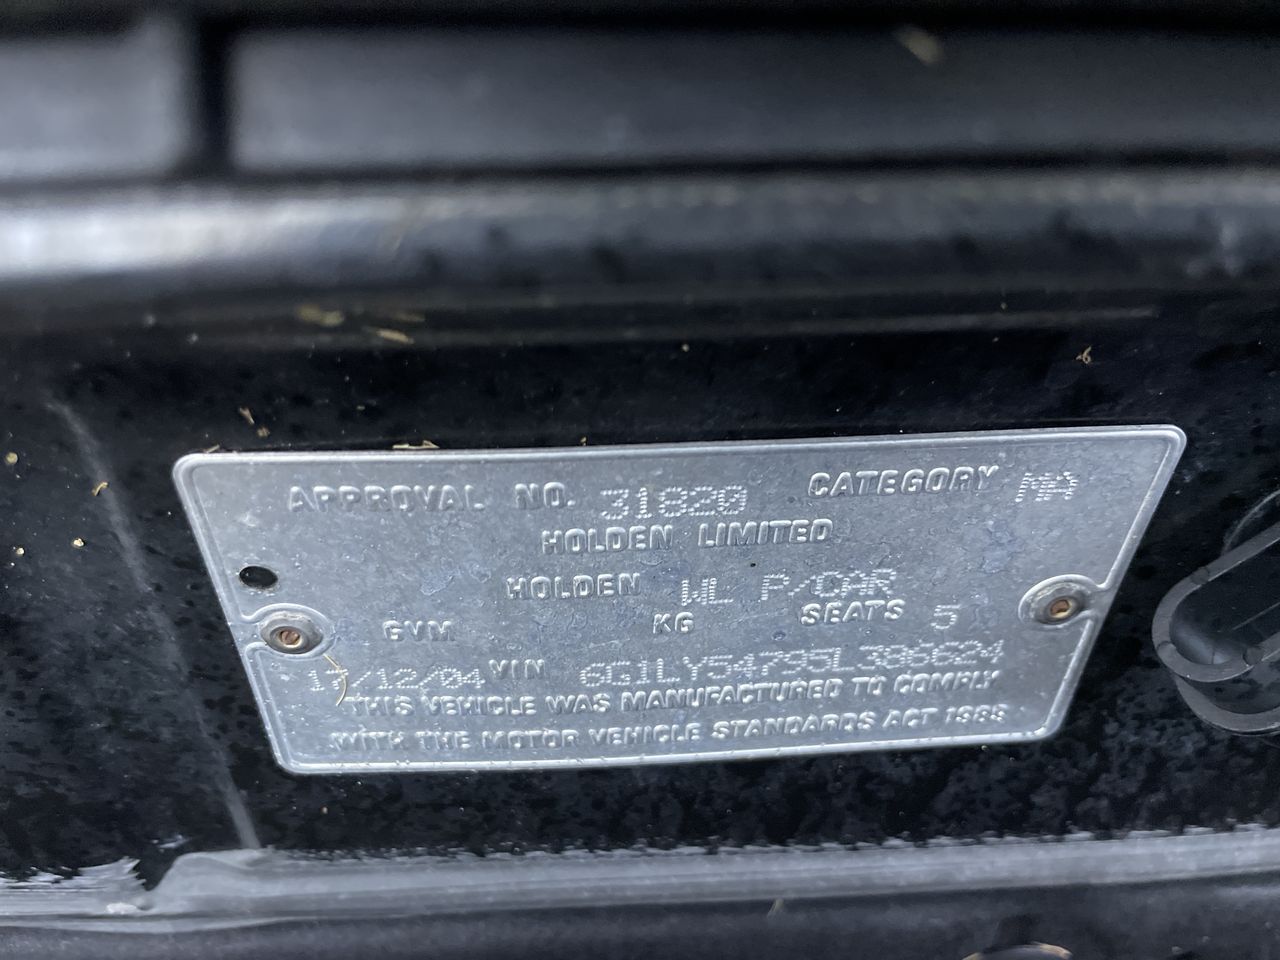 APPROVAL NO. 31820 CATEGORY MA
HOLDEN LIMITED
HOLDEN WL P/CAR
GVM KG SEATS 5
17/12/04 VIN 6G1LY54795L386624
THIS VEHICLE WAS MANUFACTURED TO COMPLY
WITH THE MOTOR VEHICLE STANDARDS ACT 1989